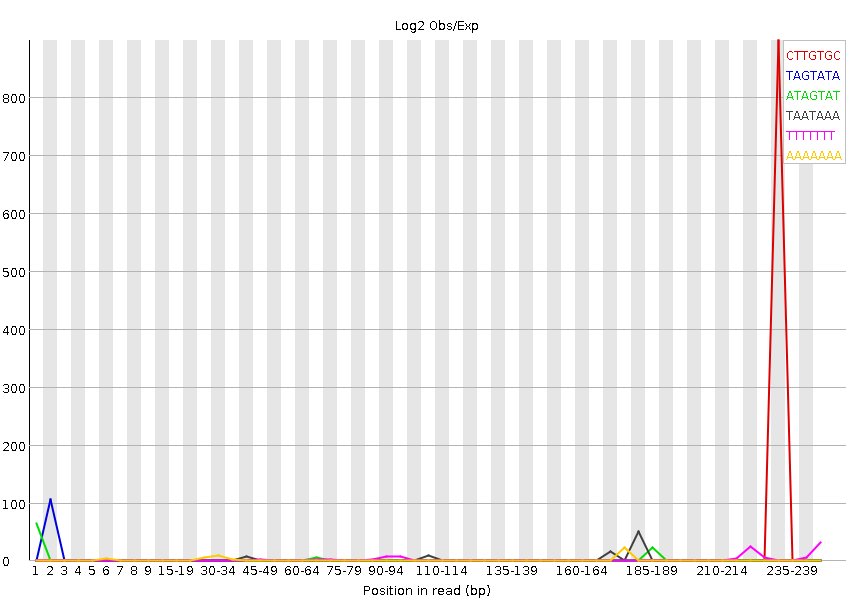 Log2 Obs/Exp
CTTGTGC
TAGTATA
ATAGTAT
TAATAAA
TTTTTTT
AAAAAAA
800
700
600
500
400
300
200
100
0
1 2 3 4 5 6 7 8 9 15-19 30-34 45-49 60-64 75-79 90-94 110-114 135-139 160-164 185-189 210-214 235-239
Position in read (bp)